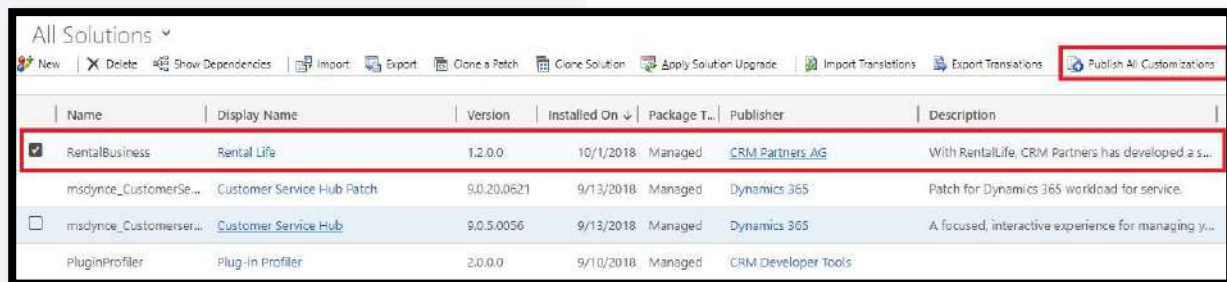 All Solutions
New Delete Show Dependencies Import Export Clone a Patch Clone Solution Apply Solution Upgrade Import Translations Export Translations Publish All Customizations
Name Display Name Version Installed On ↓ Package T... Publisher Description
RentalBusiness Rental Life 1.2.0.0 10/1/2018 Managed CRM Partners AG With RentalLife, CRM Partners has developed a s...
msdynce_CustomerSe... Customer Service Hub Patch 9.0.20.0621 9/13/2018 Managed Dynamics 365 Patch for Dynamics 365 workload for service.
msdynce_Customerser... Customer Service Hub 9.0.5.0056 9/13/2018 Managed Dynamics 365 A focused, interactive experience for managing y...
PluginProfiler Plug-in Profiler 2.0.0.0 9/10/2018 Managed CRM Developer Tools